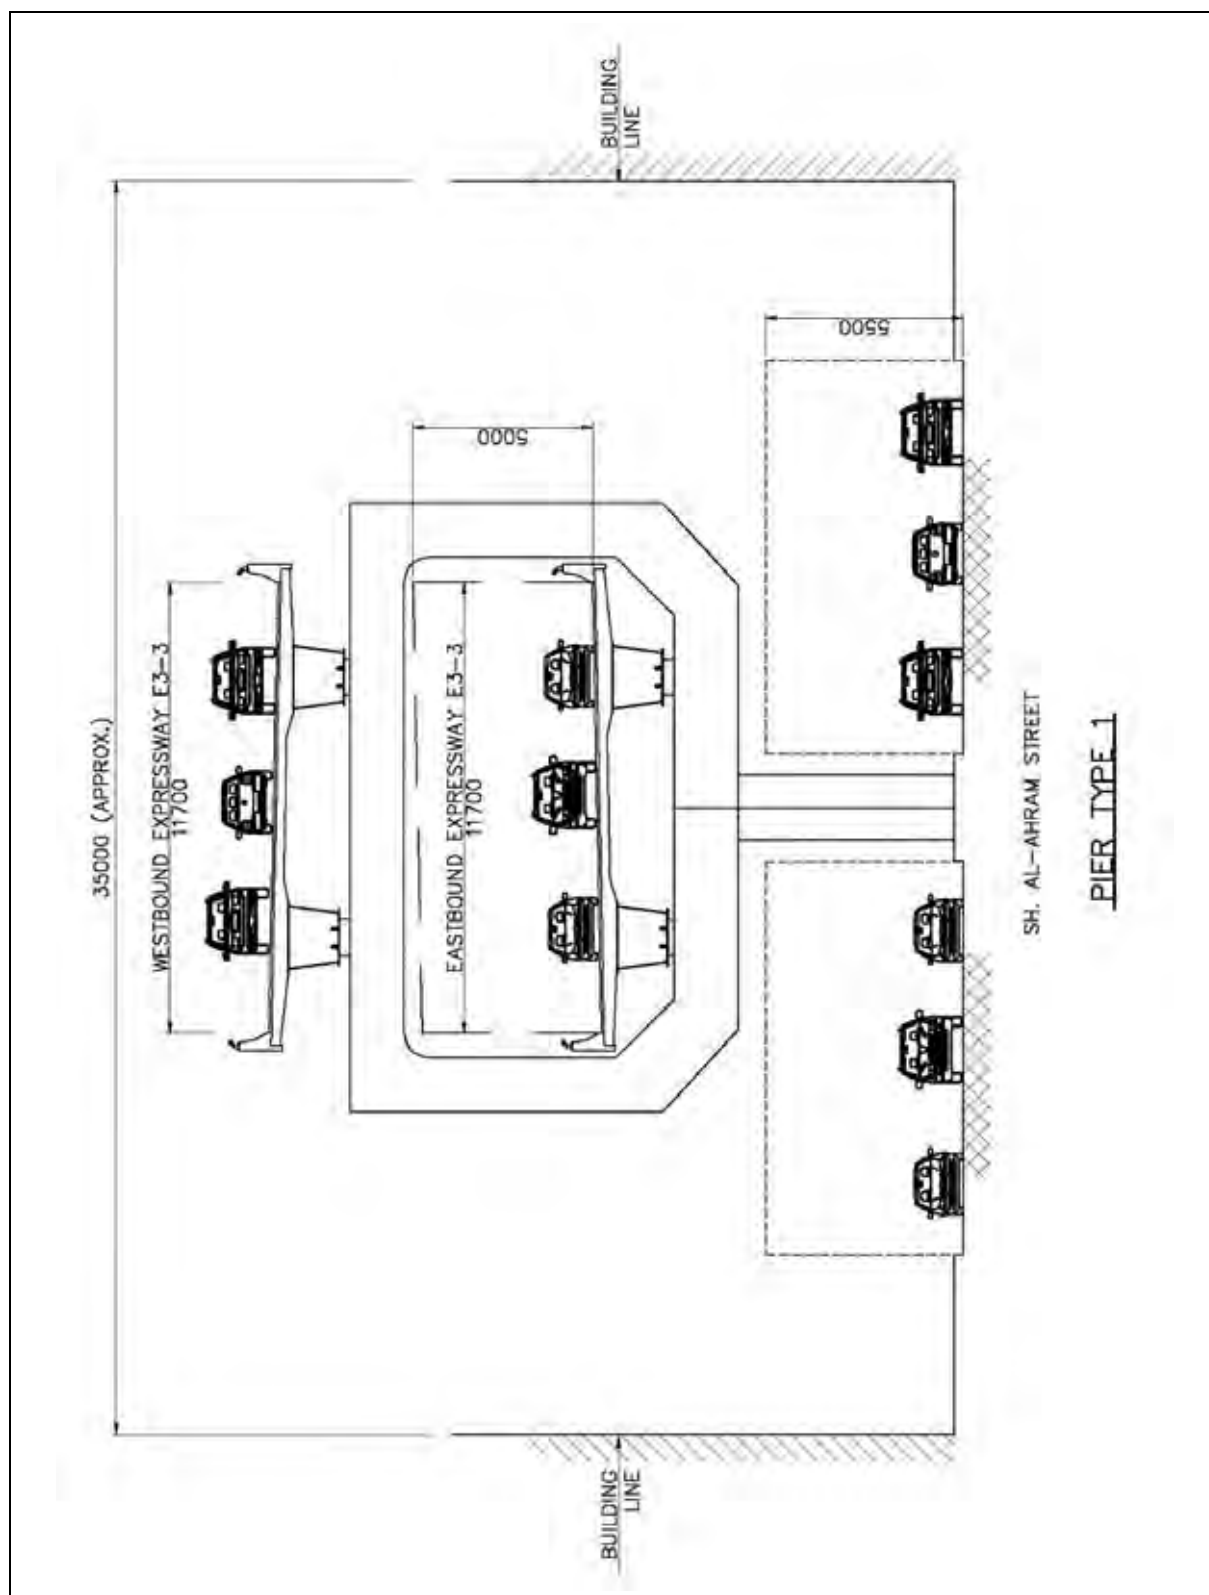 35000 (APPROX.)
WESTBOUND EXPRESSWAY E3-3
11700
EASTBOUND EXPRESSWAY E3-3
11700
5000
5500
BUILDING
LINE
BUILDING
LINE
SH. AL-AHRAM STREET
PIER TYPE 1